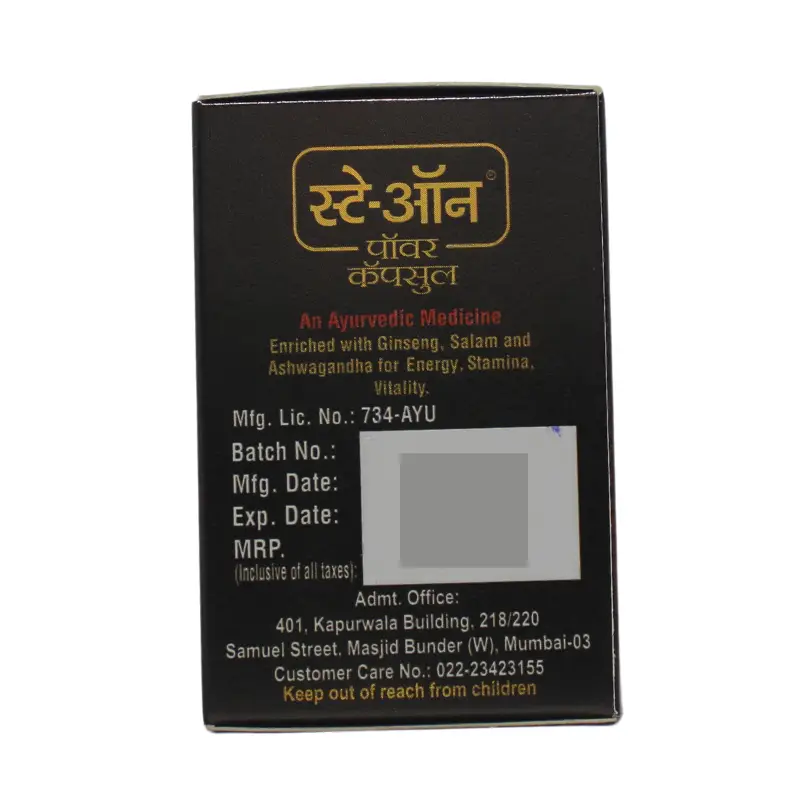 स्टे-ऑन®
पॉवर
कॅपसुल
An Ayurvedic Medicine
Enriched with Ginseng, Salam and
Ashwagandha for Energy, Stamina,
Vitality.
Mfg. Lic. No.: 734-AYU
Batch No.:
Mfg. Date:
Exp. Date:
MRP.
(Inclusive of all taxes):
Admt. Office:
401, Kapurwala Building, 218/220
Samuel Street, Masjid Bunder (W), Mumbai-03
Customer Care No.: 022-23423155
Keep out of reach from children